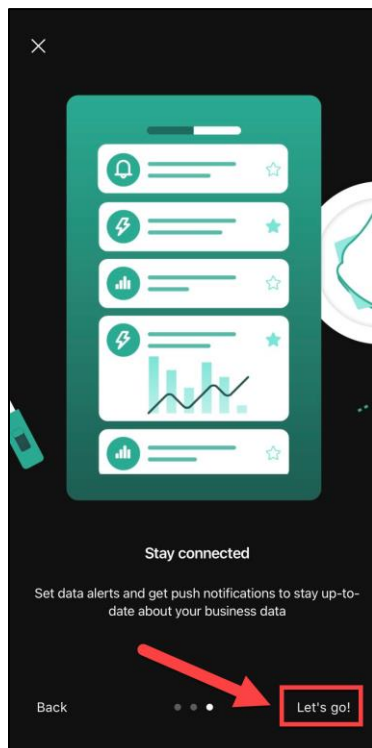 Stay connected
Set data alerts and get push notifications to stay up-to-
date about your business data
Back
Let's go!